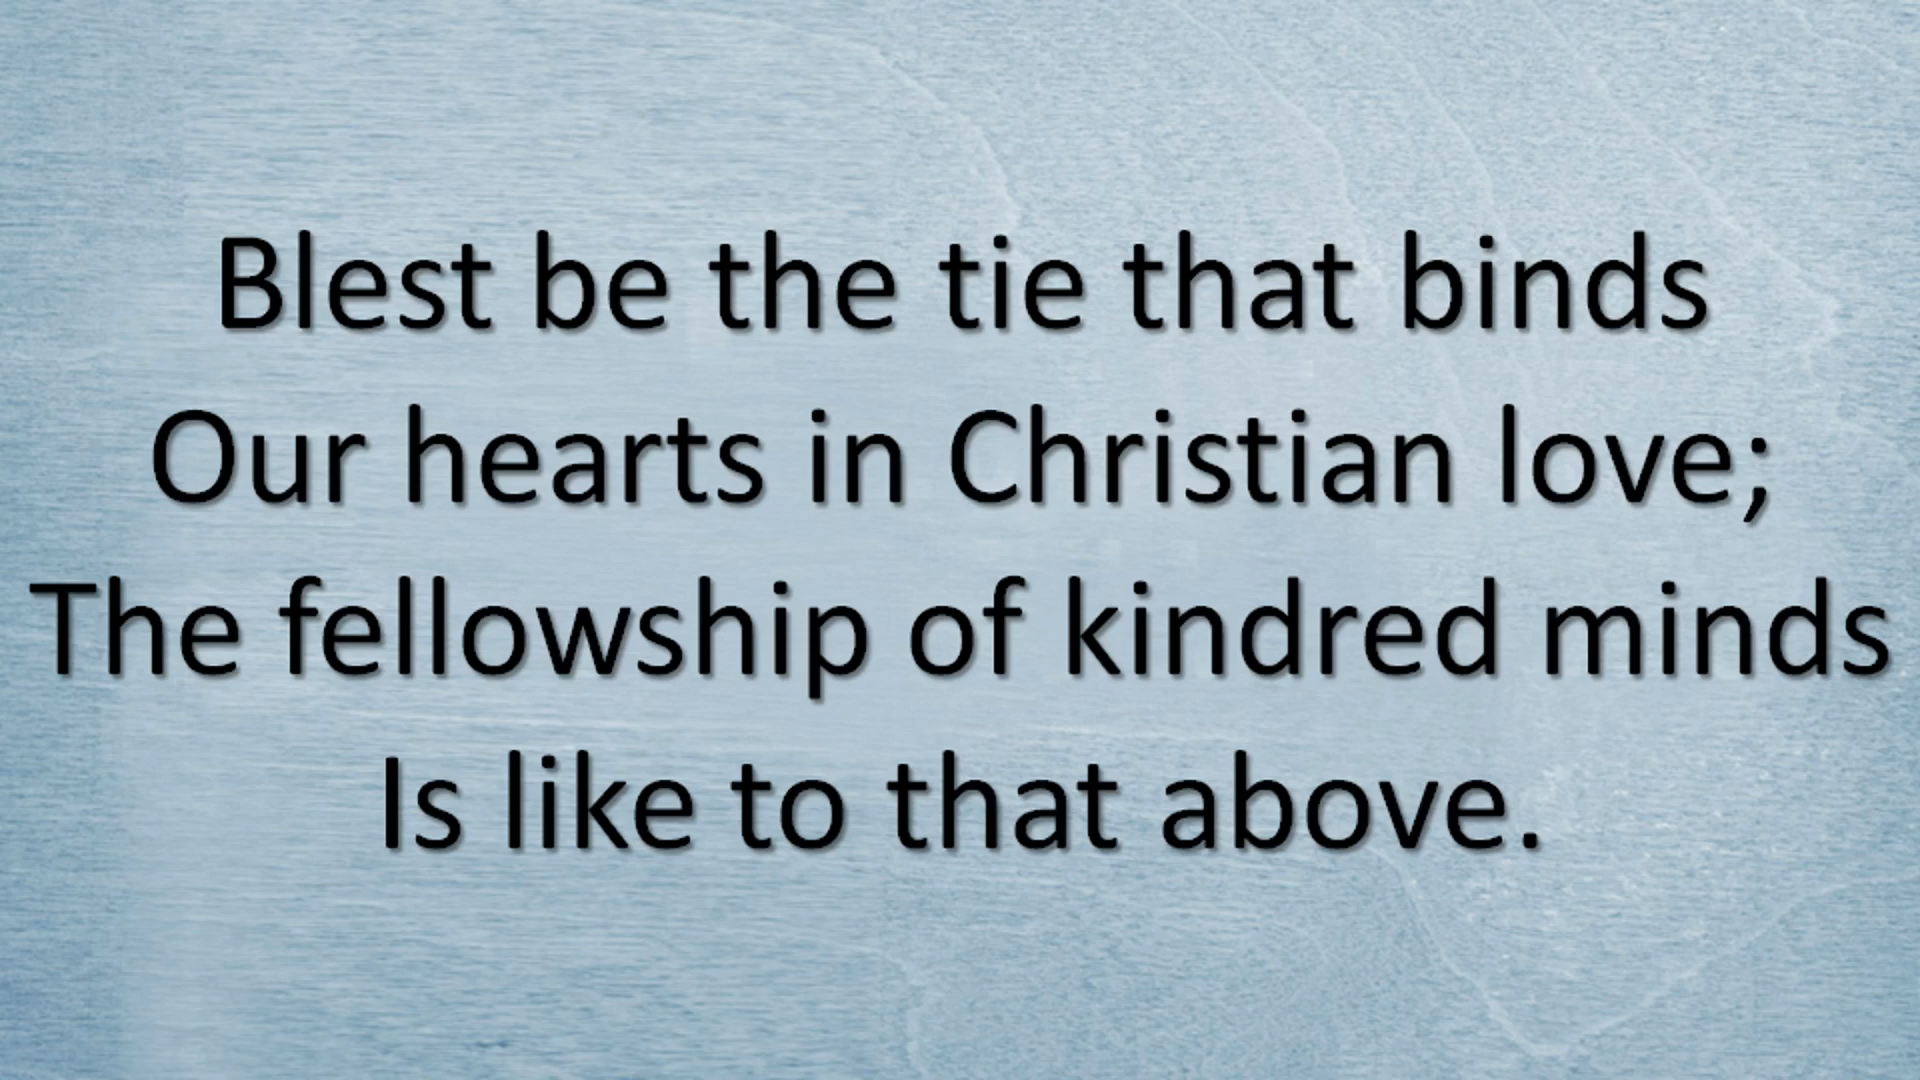 Blest be the tie that binds
Our hearts in Christian love;
The fellowship of kindred minds
Is like to that above.